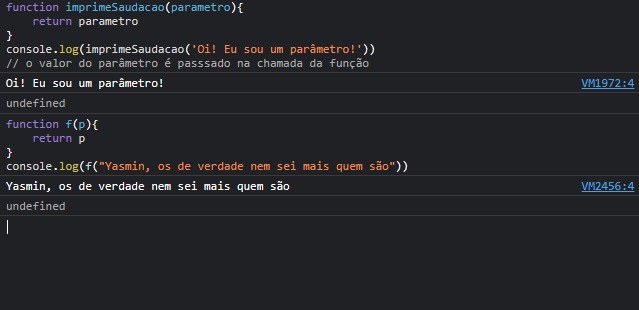 function imprimeSaudacao(parametro){
    return parametro
}
console.log(imprimeSaudacao('Oi! Eu sou um parâmetro!'))
// o valor do parâmetro é passsado na chamada da função
Oi! Eu sou um parâmetro! VM1972:4
undefined
function f(p){
    return p
}
console.log(f("Yasmin, os de verdade nem sei mais quem são"))
Yasmin, os de verdade nem sei mais quem são VM2456:4
undefined